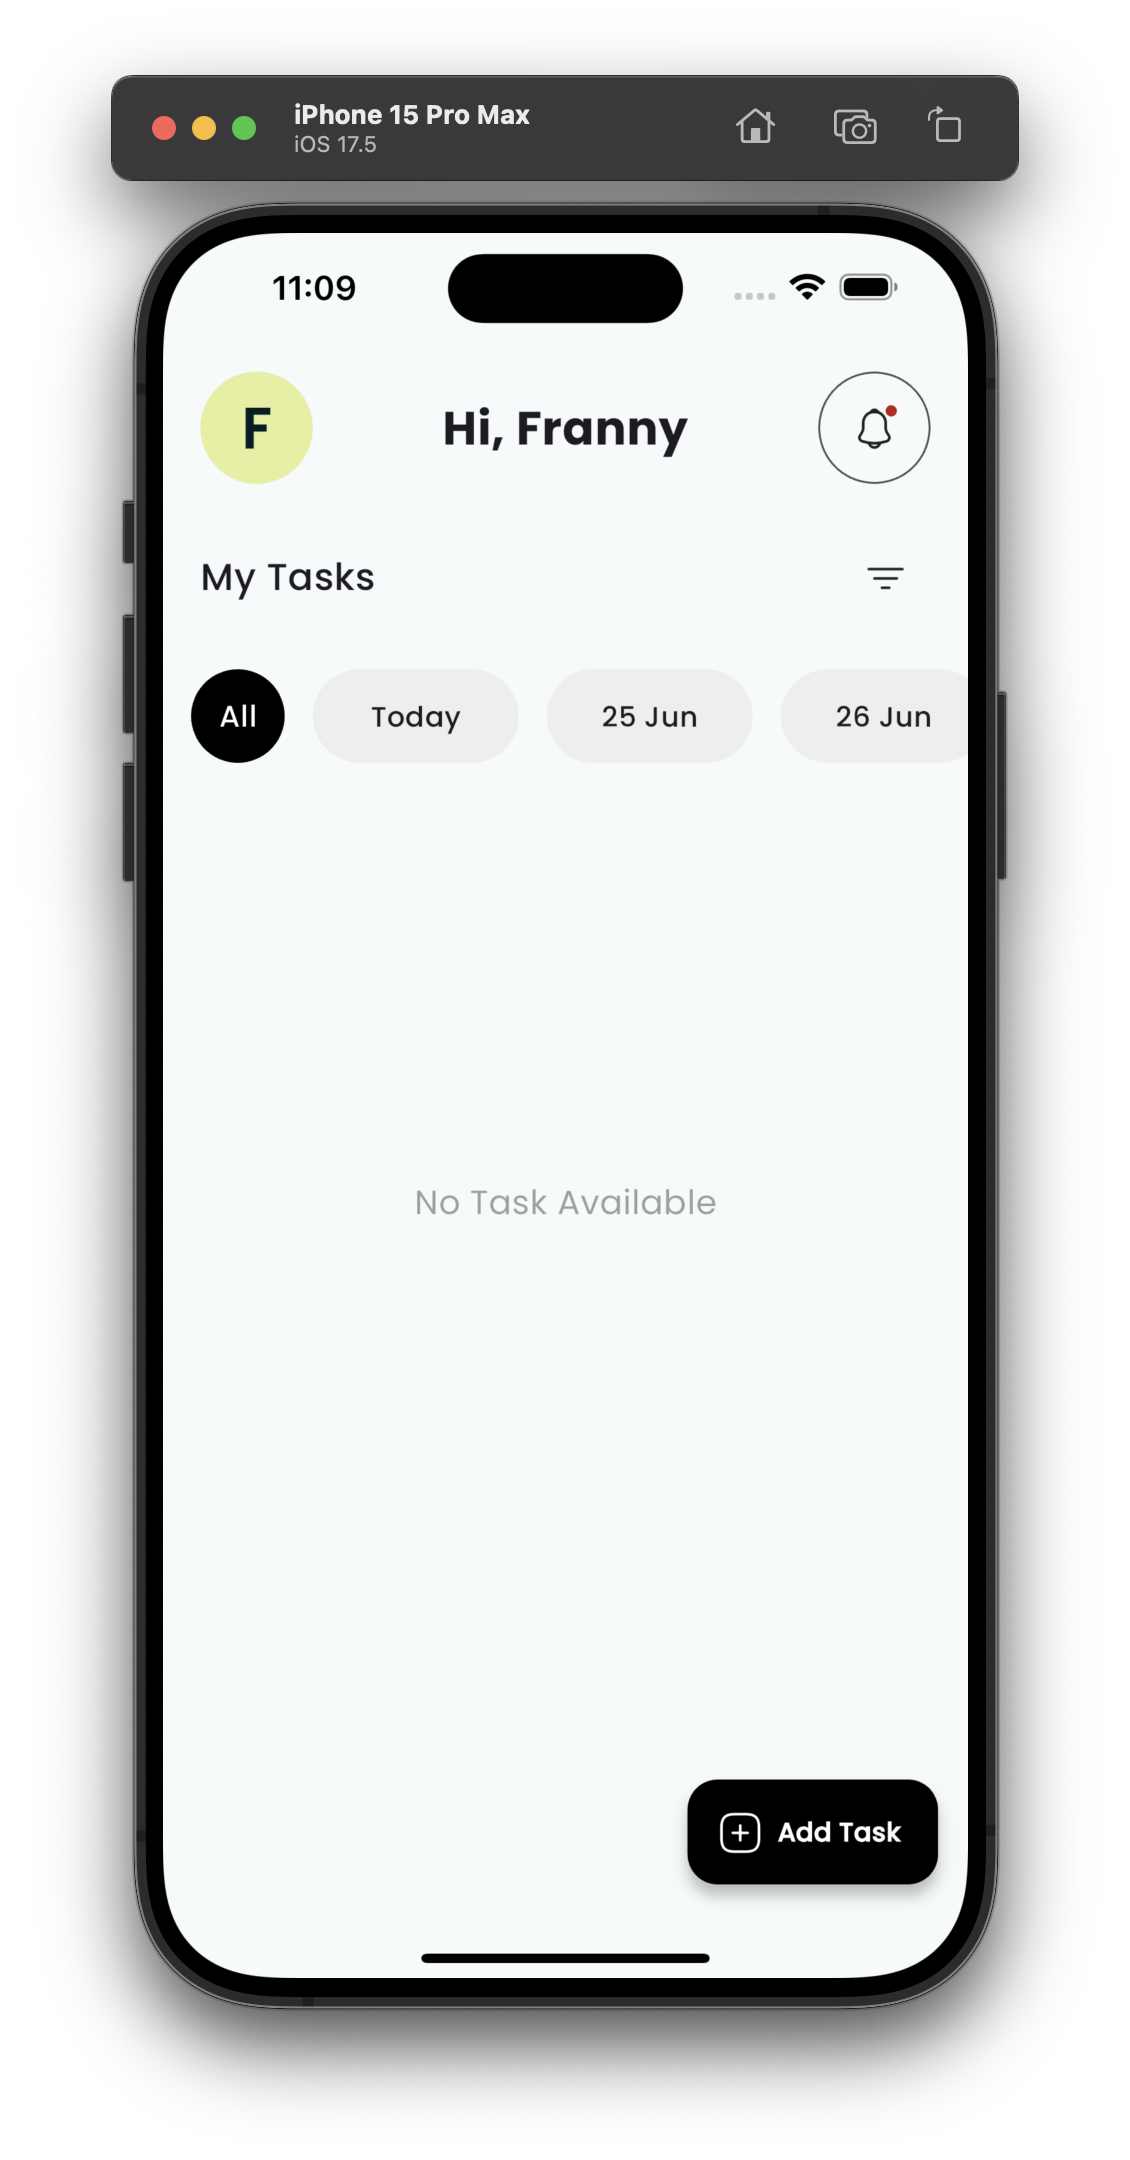 iPhone 15 Pro Max
iOS 17.5
11:09
F
Hi, Franny
My Tasks
All Today 25 Jun 26 Jun
No Task Available
Add Task